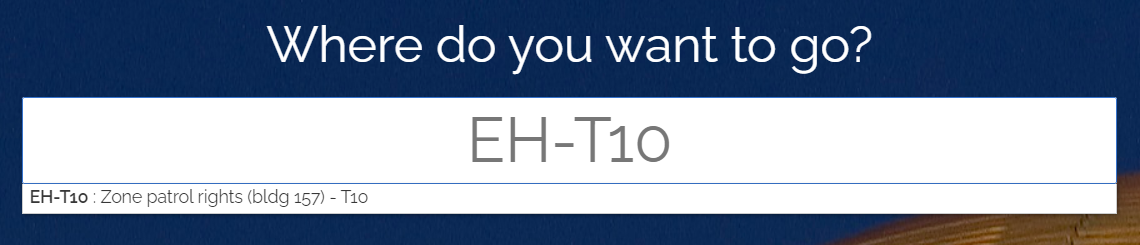 Where do you want to go?
EH-T10
EH-T10 : Zone patrol rights (bldg 157) - T10